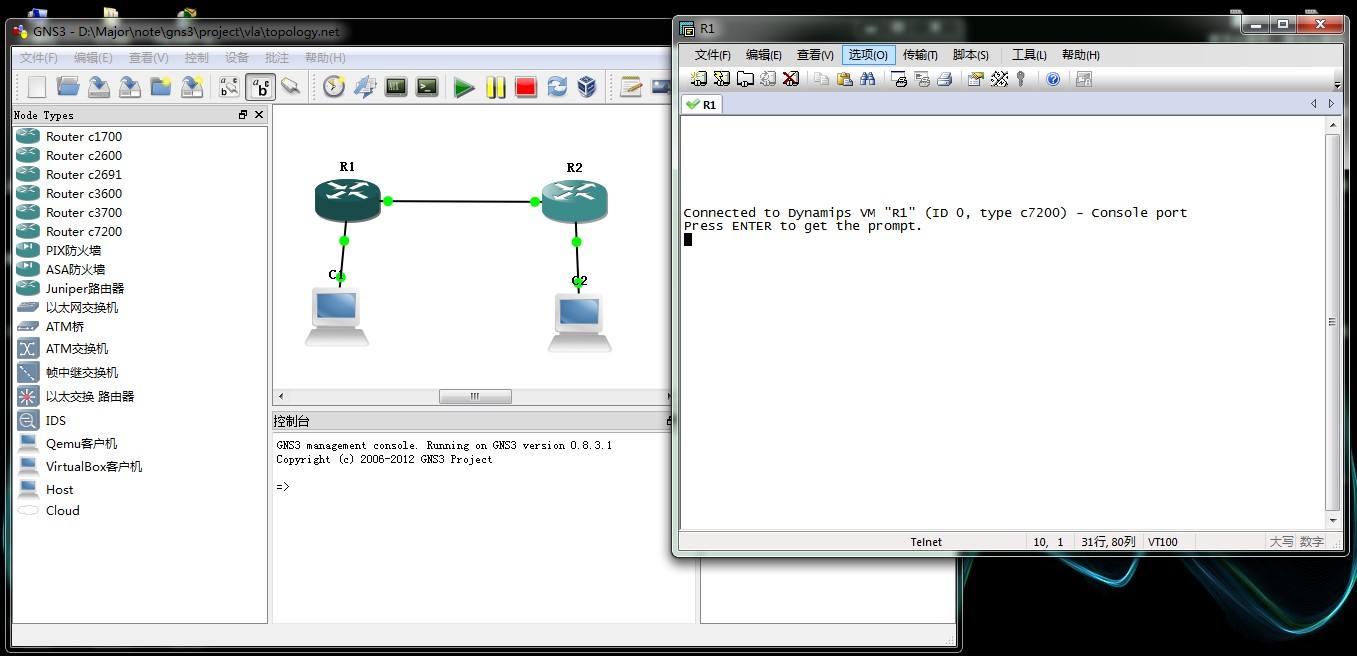 GNS3 - D:\Major\note\gns3\project\vla\topology.net
文件(F) 编辑(E) 查看(V) 控制 设备 批注 帮助(H)
Node Types
Router c1700
Router c2600
Router c2691
Router c3600
Router c3700
Router c7200
PIX防火墙
ASA防火墙
Juniper路由器
以太网交换机
ATM桥
ATM交换机
帧中继交换机
以太交换 路由器
IDS
Qemu客户机
VirtualBox客户机
Host
Cloud
R1
R2
C1
C2
控制台
GNS3 management console. Running on GNS3 version 0.8.3.1
Copyright (c) 2006-2012 GNS3 Project
=>
R1
文件(F) 编辑(E) 查看(V) 选项(O) 传输(T) 脚本(S) 工具(L) 帮助(H)
R1
Connected to Dynamips VM "R1" (ID 0, type c7200) - Console port
Press ENTER to get the prompt.
Telnet 10, 1 31行, 80列 VT100 大写 数字